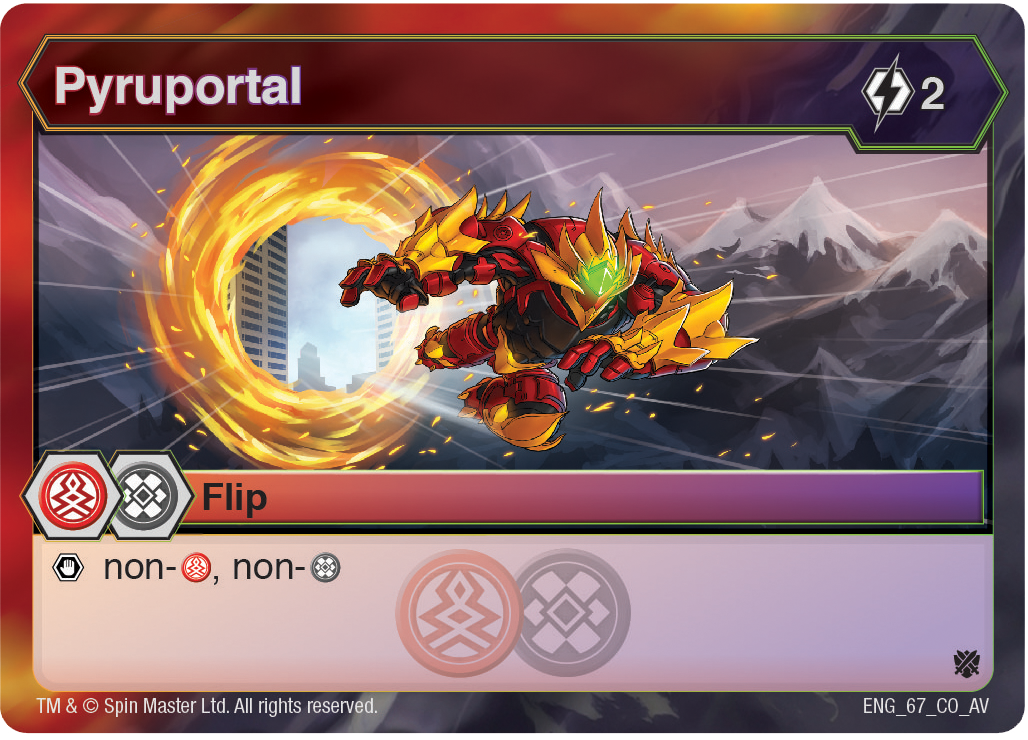 Pyruportal
2
Flip
non- , non-
TM & © Spin Master Ltd. All rights reserved.
ENG_67_CO_AV